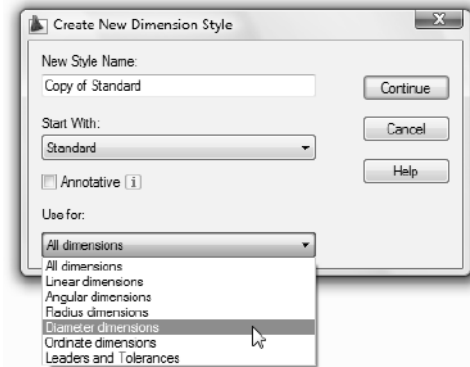 Create New Dimension Style
New Style Name:
Copy of Standard
Continue
Start With:
Cancel
Standard
Help
Annotative
Use for:
All dimensions
All dimensions
Linear dimensions
Angular dimensions
Radius dimensions
Diameter dimensions
Ordinate dimensions
Leaders and Tolerances